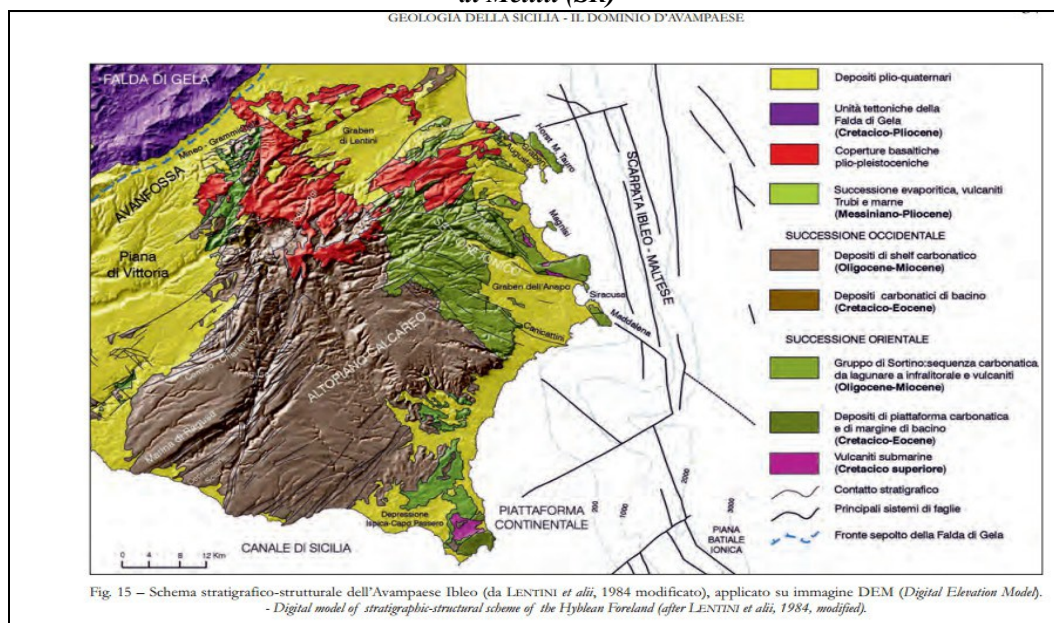 di Melilli (SR)
GEOLOGIA DELLA SICILIA - IL DOMINIO D'AVAMPAESE
FALDA DI GELA
Graben
di Lentini
AVANFOSSA
Piana
di Vittoria
ALTOPIANO CALCAREO
Graben dell'Anapo
Canicattini
Siracusa
Maddalena
Magnisi
Augusta
Horst M. Tauro
SCARPATA IBLEO - MALTESE
Depressione
Ispica-Capo Passero
PIATTAFORMA
CONTINENTALE
CANALE DI SICILIA
0 4 8 12 Km
1000
2000
3000
PIANA
BATIALE
IONICA
Depositi plio-quaternari
Unità tettoniche della
Falda di Gela
(Cretacico-Pliocene)
Coperture basaltiche
plio-pleistoceniche
Successione evaporitica, vulcaniti
Trubi e marne
(Messiniano-Pliocene)
SUCCESSIONE OCCIDENTALE
Depositi di shelf carbonatico
(Oligocene-Miocene)
Depositi carbonatici di bacino
(Cretacico-Eocene)
SUCCESSIONE ORIENTALE
Gruppo di Sortino:sequenza carbonatica
da lagunare a infralitorale e vulcaniti
(Oligocene-Miocene)
Depositi di piattaforma carbonatica
e di margine di bacino
(Cretacico-Eocene)
Vulcaniti submarine
(Cretacico superiore)
Contatto stratigrafico
Principali sistemi di faglie
Fronte sepolto della Falda di Gela
Fig. 15 – Schema stratigrafico-strutturale dell'Avampaese Ibleo (da LENTINI et alii, 1984 modificato), applicato su immagine DEM (Digital Elevation Model).
- Digital model of stratigraphic-structural scheme of the Hyblean Foreland (after LENTINI et alii, 1984, modified).